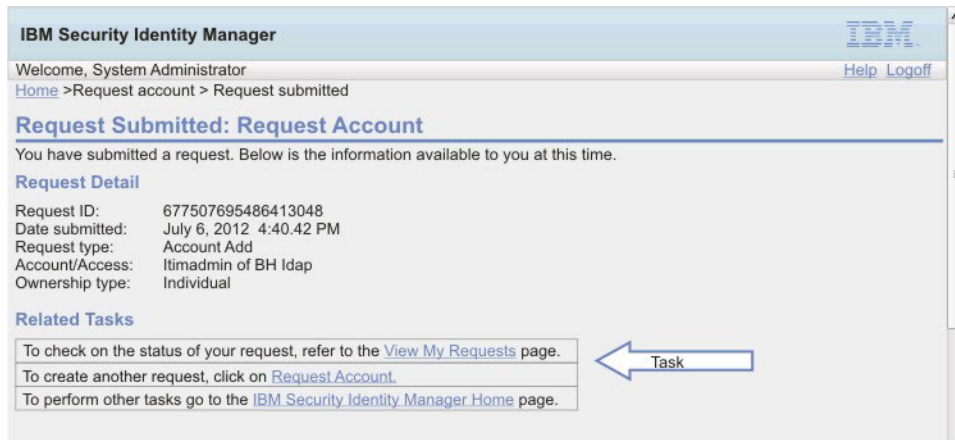 IBM Security Identity Manager
IBM.
Welcome, System Administrator
Help Logoff
Home >Request account > Request submitted
Request Submitted: Request Account
You have submitted a request. Below is the information available to you at this time.
Request Detail
Request ID: 677507695486413048
Date submitted: July 6, 2012 4:40.42 PM
Request type: Account Add
Account/Access: Itimadmin of BH Idap
Ownership type: Individual
Related Tasks
To check on the status of your request, refer to the View My Requests page.
Task
To create another request, click on Request Account.
To perform other tasks go to the IBM Security Identity Manager Home page.